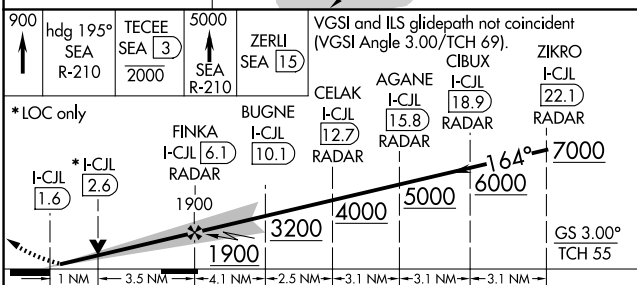 900
hdg 195°
SEA
R-210
TECEE
SEA 3
2000
5000
SEA
R-210
ZERLI
SEA 15
VGSI and ILS glidepath not coincident
(VGSI Angle 3.00/TCH 69).
*LOC only
I-CJL
1.6
*I-CJL
2.6
FINKA
I-CJL 6.1
RADAR
1900
BUGNE
I-CJL
10.1
CELAK
I-CJL
12.7
RADAR
AGANE
I-CJL
15.8
RADAR
CIBUX
I-CJL
18.9
RADAR
ZIKRO
I-CJL
22.1
RADAR
164°
7000
6000
5000
4000
3200
1900
GS 3.00°
TCH 55
1 NM
3.5 NM
4.1 NM
2.5 NM
3.1 NM
3.1 NM
3.1 NM